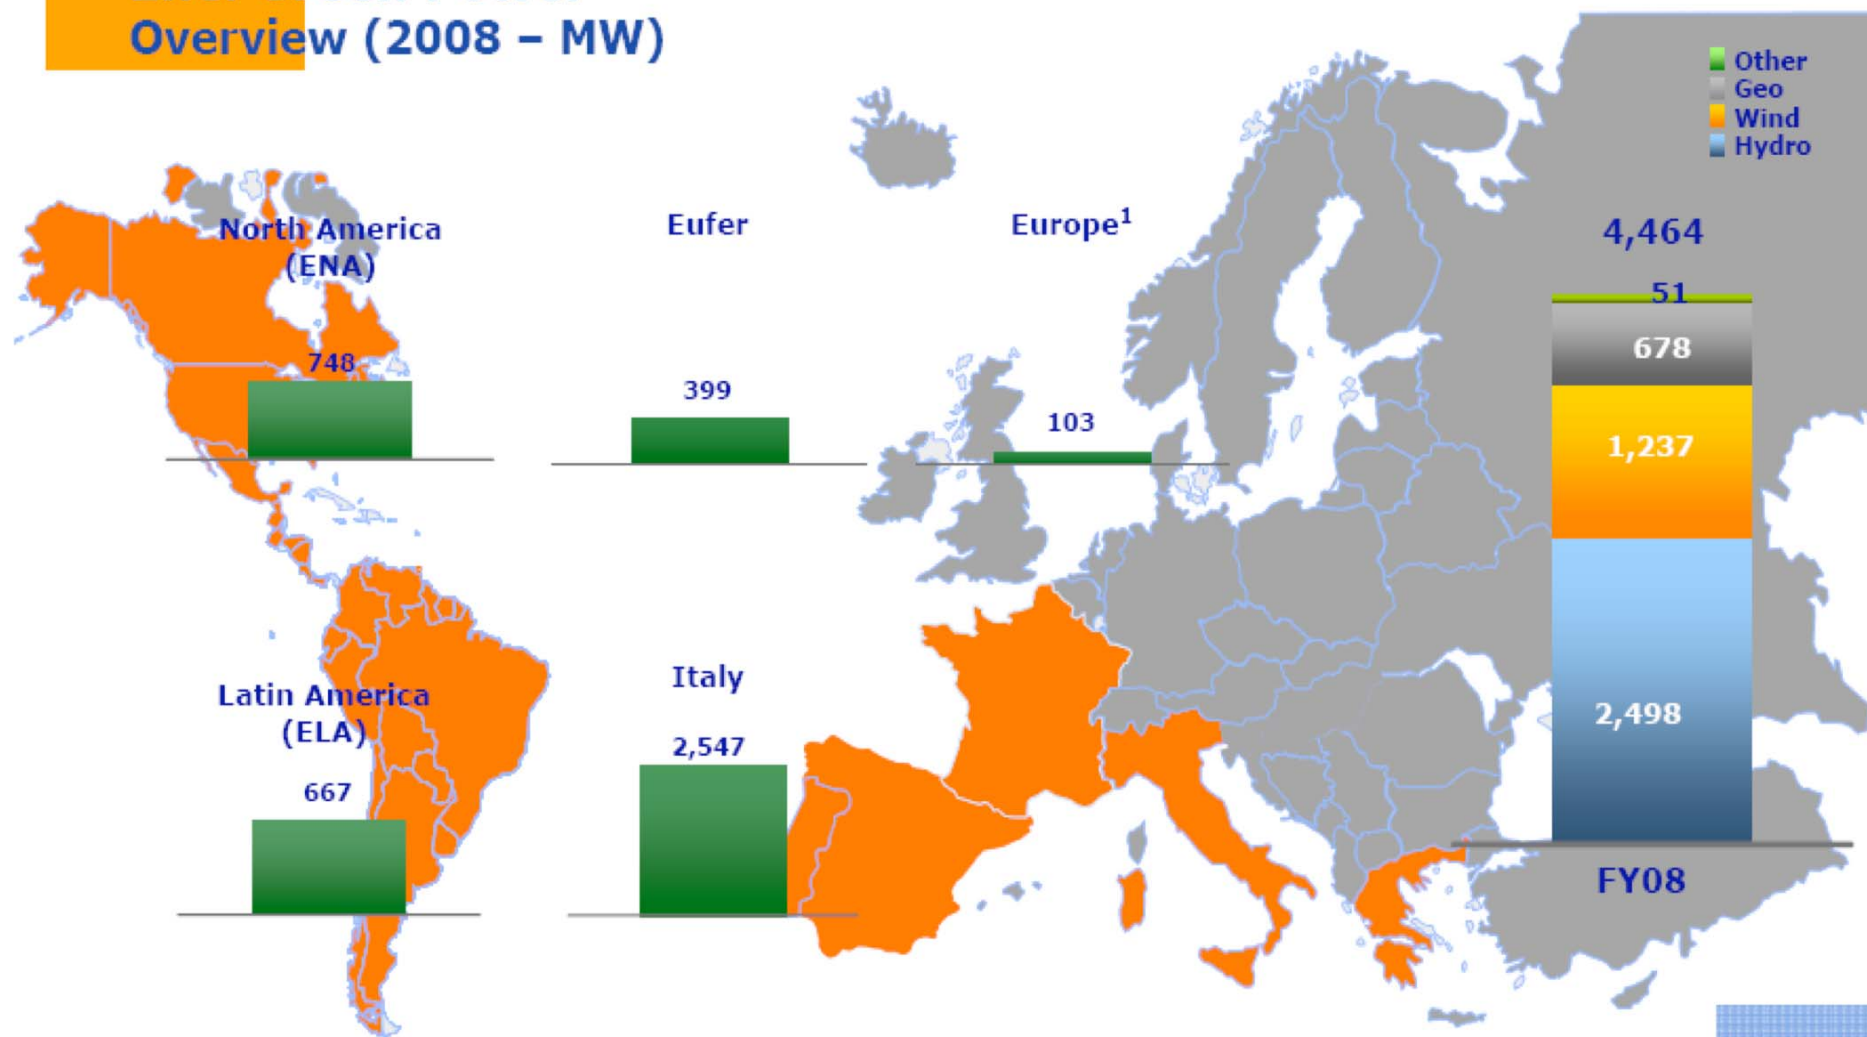 Overview (2008 – MW)
Other
Geo
Wind
Hydro
North America
(ENA)
748
Eufer
399
Europe1
103
4,464
51
678
1,237
2,498
FY08
Latin America
(ELA)
667
Italy
2,547